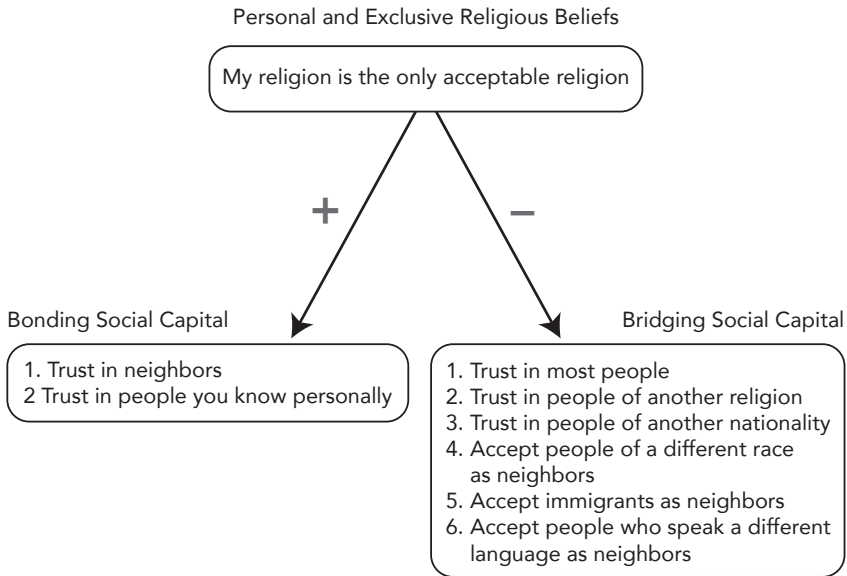 Personal and Exclusive Religious Beliefs
My religion is the only acceptable religion
+
−
Bonding Social Capital
1. Trust in neighbors
2 Trust in people you know personally
Bridging Social Capital
1. Trust in most people
2. Trust in people of another religion
3. Trust in people of another nationality
4. Accept people of a different race
as neighbors
5. Accept immigrants as neighbors
6. Accept people who speak a different
language as neighbors